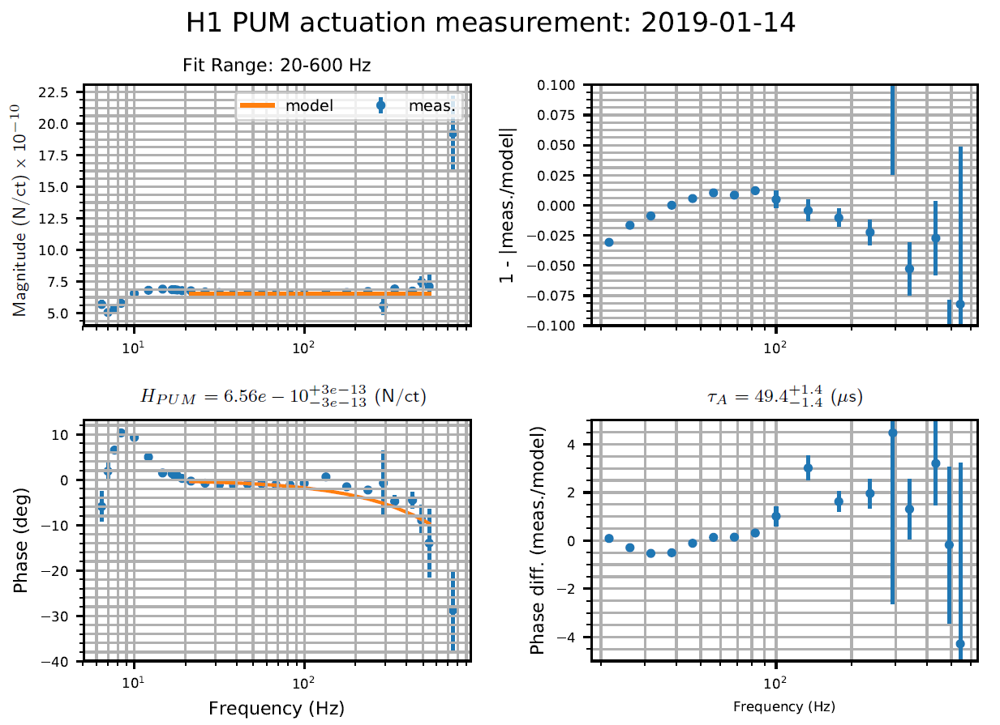 H1 PUM actuation measurement: 2019-01-14
Fit Range: 20-600 Hz
Magnitude (N/ct) x 10^{-10}
22.5
20.0
17.5
15.0
12.5
10.0
7.5
5.0
model
meas.
10^1
10^2
1 - |meas./model|
0.100
0.075
0.050
0.025
0.000
−0.025
−0.050
−0.075
−0.100
10^2
H_{PUM} = 6.56e − 10^{+3e−13}_{−3e−13} (N/ct)
Phase (deg)
10
0
−10
−20
−30
−40
10^1
10^2
Frequency (Hz)
τ_A = 49.4^{+1.4}_{−1.4} (μs)
Phase diff. (meas./model)
4
2
0
−2
−4
10^2
Frequency (Hz)